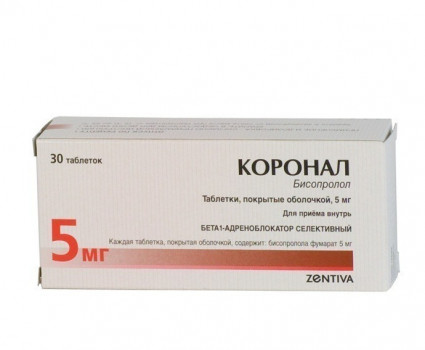 30 таблеток
КОРОНАЛ
Бисопролол
Таблетки, покрытые оболочкой, 5 мг
Для приёма внутрь
БЕТА1-АДРЕНОБЛОКАТОР СЕЛЕКТИВНЫЙ
5 мг
Каждая таблетка, покрытая оболочкой, содержит: бисопролола фумарат 5 мг
ZENTIVA